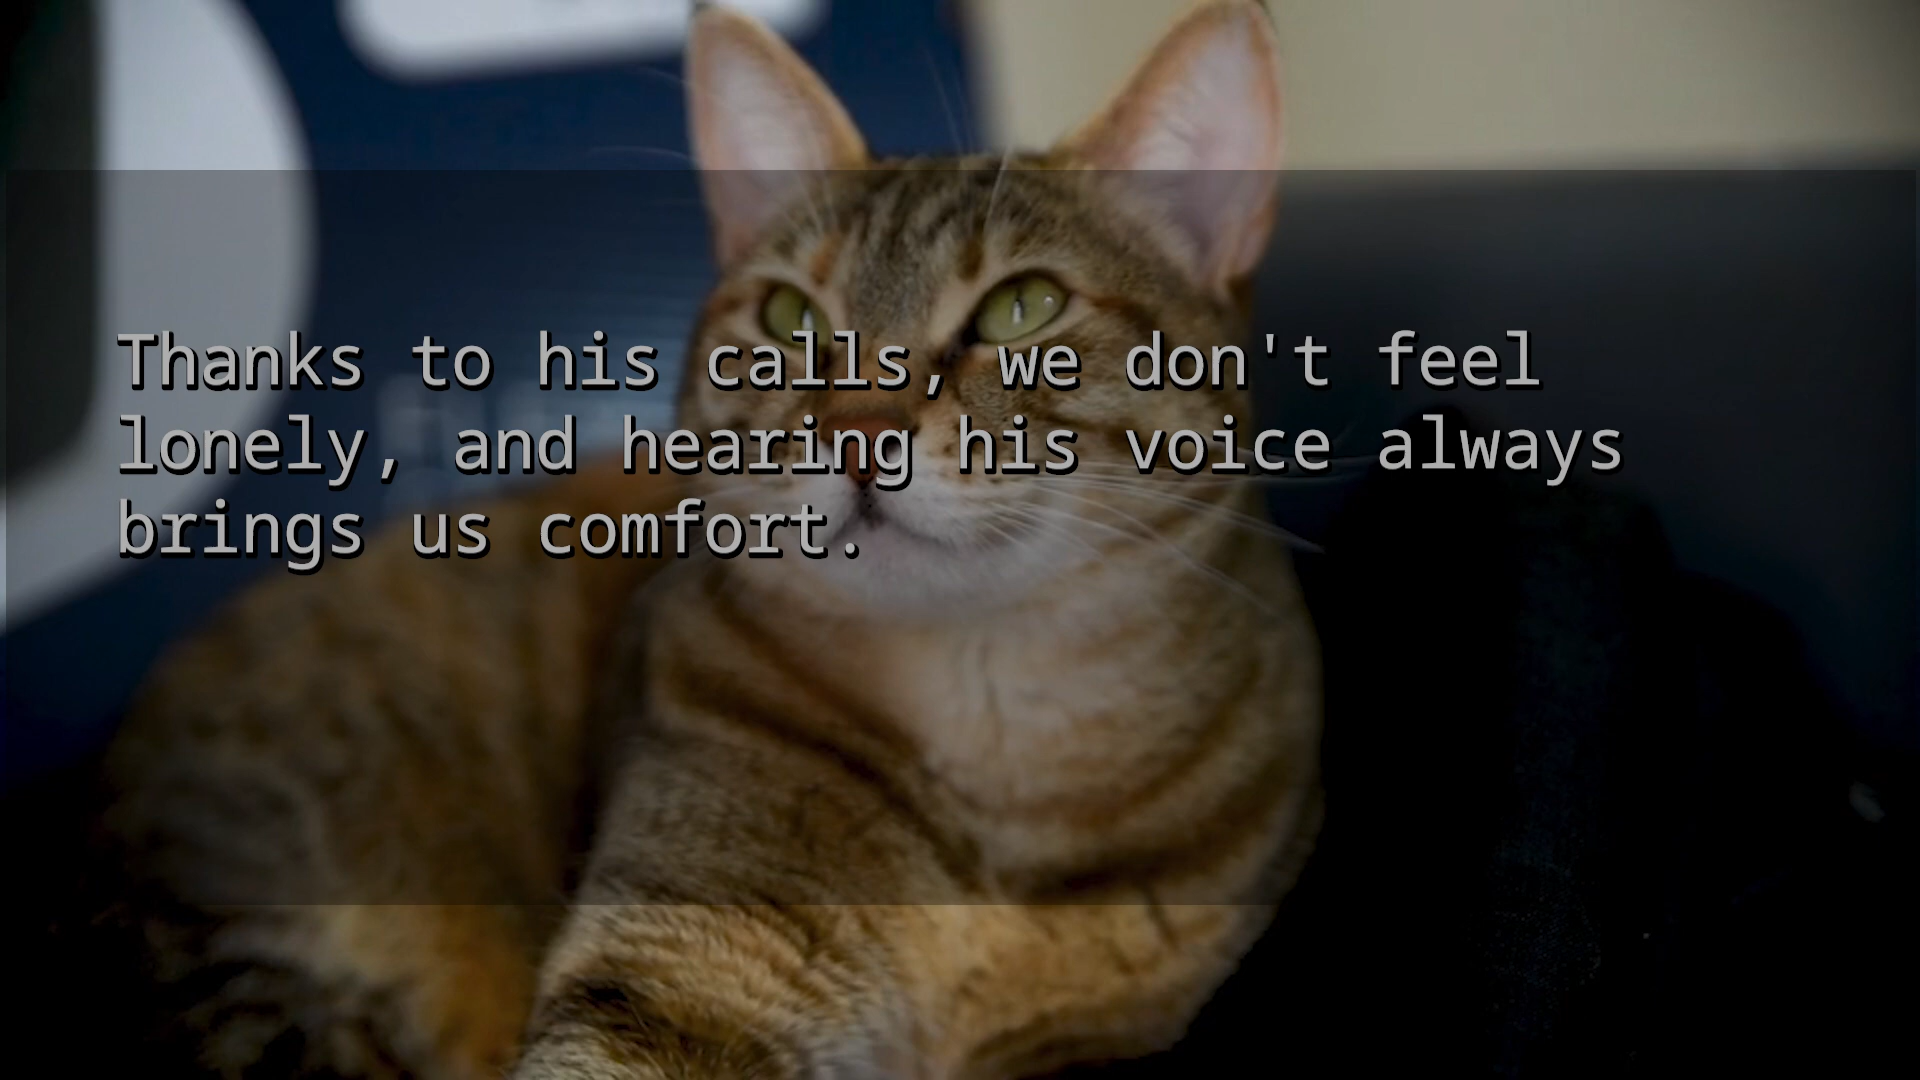 Thanks to his calls, we don't feel
lonely, and hearing his voice always
brings us comfort.